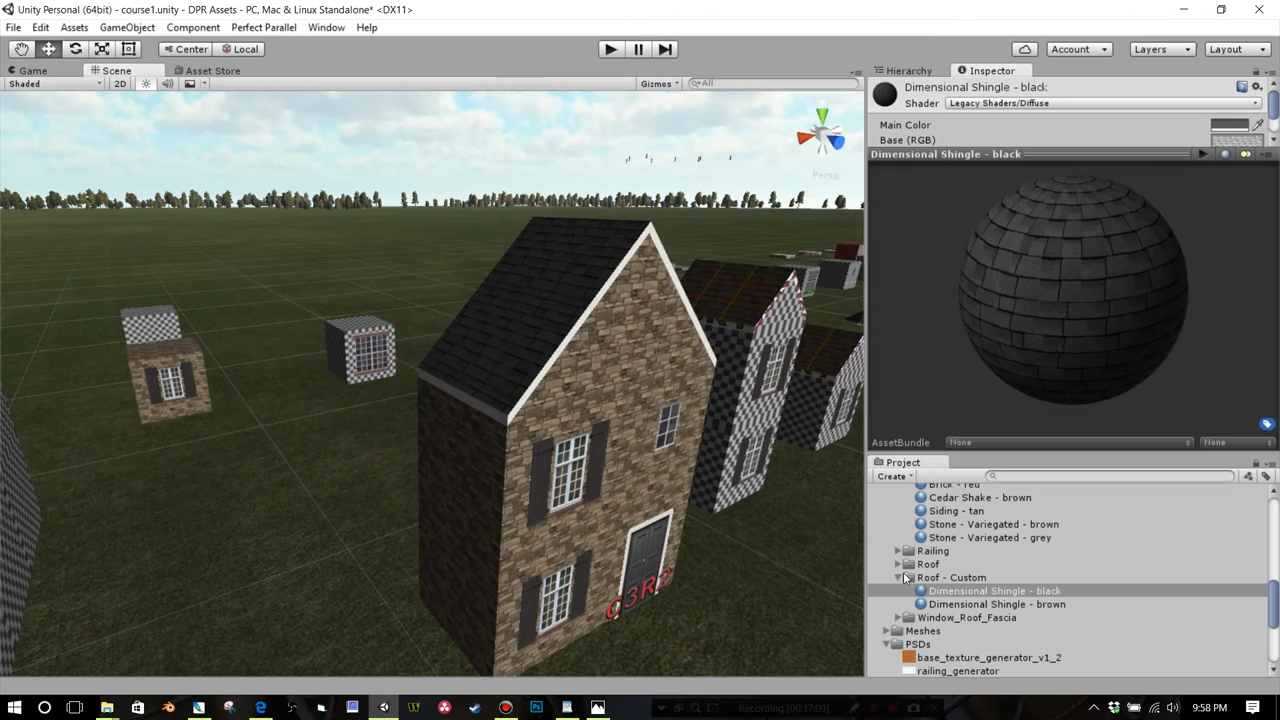 Unity Personal (64bit) - course1.unity - DPR Assets - PC, Mac & Linux Standalone* <DX11>
File Edit Assets GameObject Component Perfect Parallel Window Help
Center Local Account Layers Layout
Game Scene Asset Store Hierarchy Inspector
Shaded 2D Gizmos All
Dimensional Shingle - black
Shader Legacy Shaders/Diffuse
Main Color
Base (RGB)
Dimensional Shingle - black
Persp
AssetBundle None None
Project
Create
Brick - red
Cedar Shake - brown
Siding - tan
Stone - Variegated - brown
Stone - Variegated - grey
Railing
Roof
Roof - Custom
Dimensional Shingle - black
Dimensional Shingle - brown
Window_Roof_Fascia
Meshes
PSDs
base_texture_generator_v1_2
railing_generator
C3R2
Recording [00:17:09]
9:58 PM